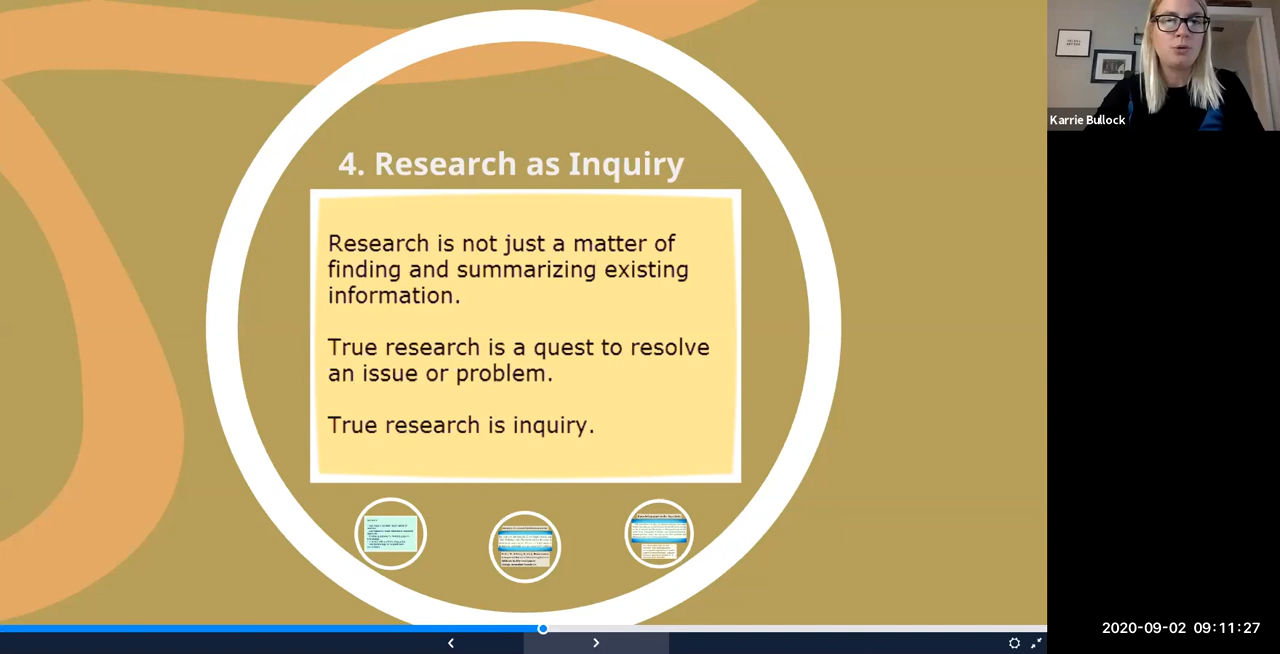 4. Research as Inquiry
Research is not just a matter of
finding and summarizing existing
information.
True research is a quest to resolve
an issue or problem.
True research is inquiry.
Karrie Bullock
2020-09-02 09:11:27